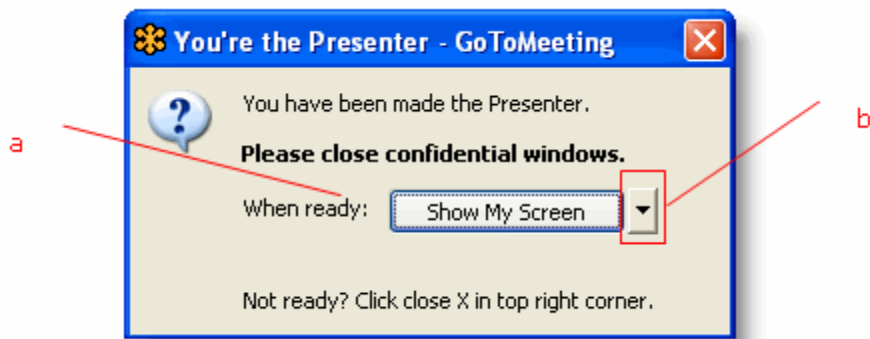 You're the Presenter - GoToMeeting
You have been made the Presenter.
a
b
Please close confidential windows.
When ready: Show My Screen
Not ready? Click close X in top right corner.